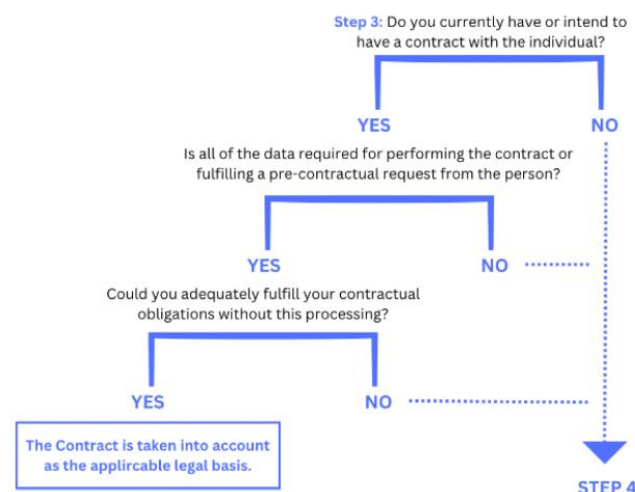 Step 3: Do you currently have or intend to
have a contract with the individual?
YES
NO
Is all of the data required for performing the contract or
fulfilling a pre-contractual request from the person?
YES
NO
Could you adequately fulfill your contractual
obligations without this processing?
YES
NO
The Contract is taken into account
as the applircable legal basis.
STEP 4